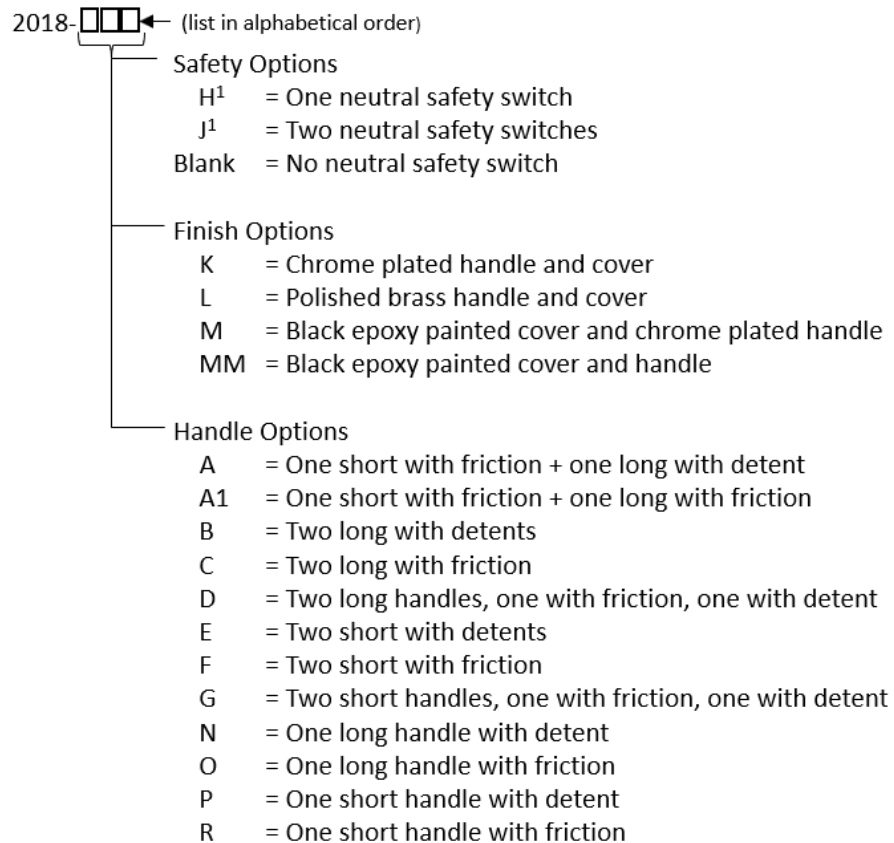 2018-□□□ (list in alphabetical order)
Safety Options
H¹ = One neutral safety switch
J¹ = Two neutral safety switches
Blank = No neutral safety switch
Finish Options
K = Chrome plated handle and cover
L = Polished brass handle and cover
M = Black epoxy painted cover and chrome plated handle
MM = Black epoxy painted cover and handle
Handle Options
A = One short with friction + one long with detent
A1 = One short with friction + one long with friction
B = Two long with detents
C = Two long with friction
D = Two long handles, one with friction, one with detent
E = Two short with detents
F = Two short with friction
G = Two short handles, one with friction, one with detent
N = One long handle with detent
O = One long handle with friction
P = One short handle with detent
R = One short handle with friction